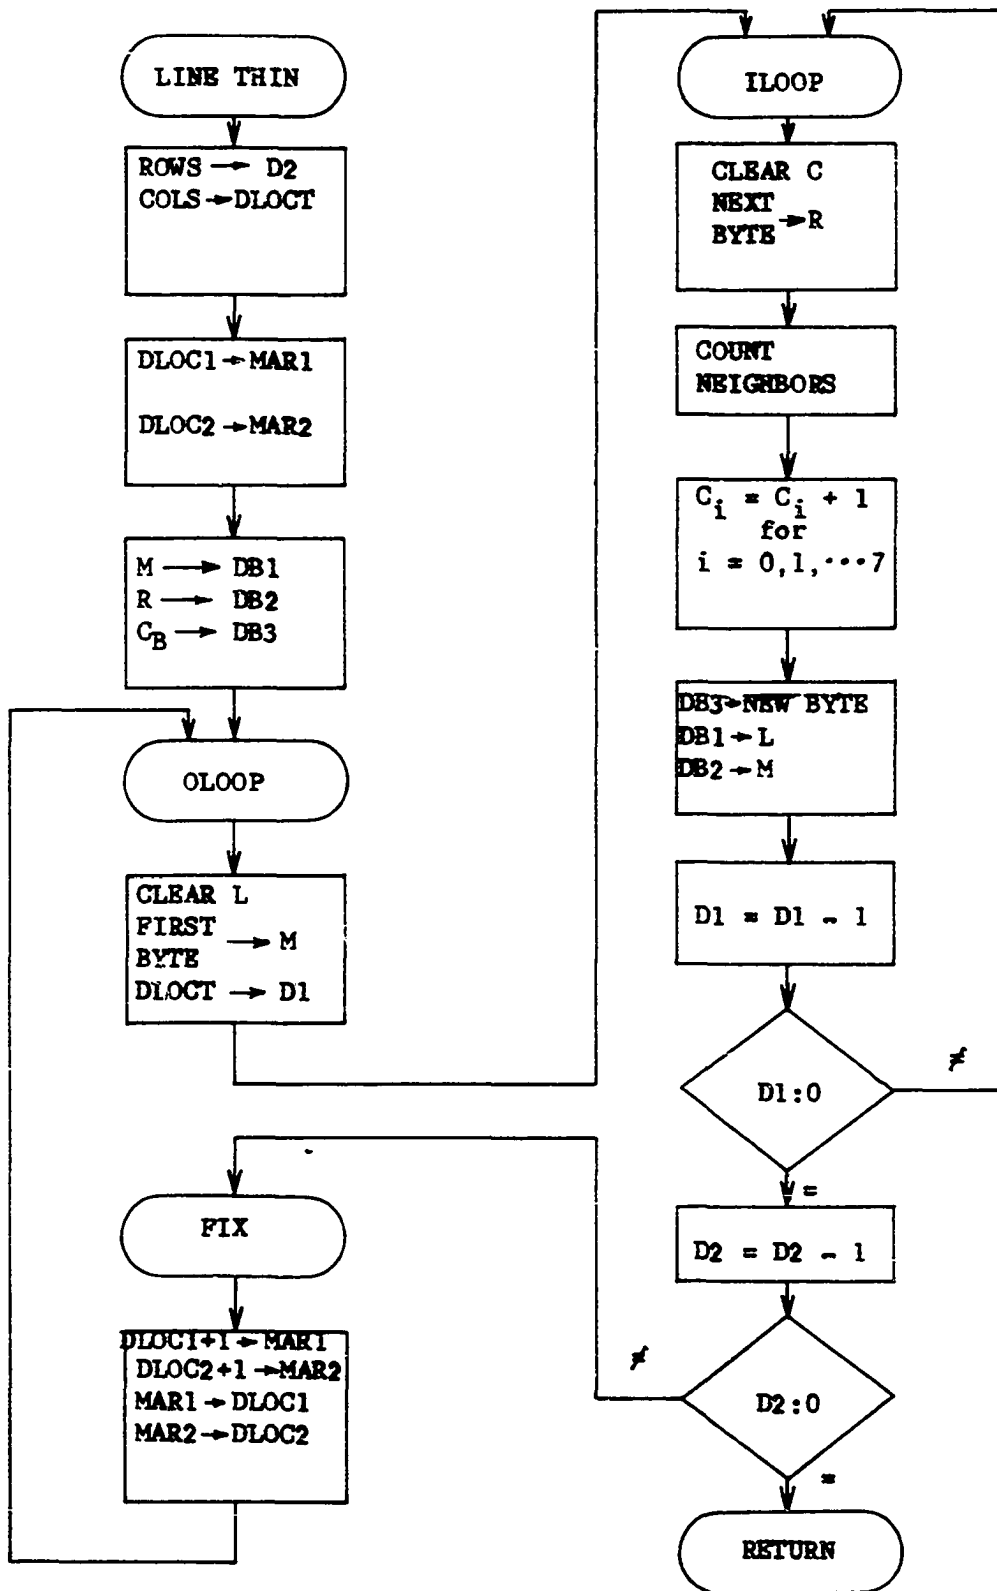 LINE THIN
ROWS → D2
COLS → DLOCT
DLOC1 → MAR1
DLOC2 → MAR2
M → DB1
R → DB2
C_B → DB3
OLOOP
CLEAR L
FIRST
BYTE → M
DLOCT → D1
FIX
DLOC1+1 → MAR1
DLOC2+1 → MAR2
MAR1 → DLOC1
MAR2 → DLOC2
ILOOP
CLEAR C
NEXT
BYTE → R
COUNT
NEIGHBORS
C_i = C_i + 1
for
i = 0,1,···7
DB3 → NEW BYTE
DB1 → L
DB2 → M
D1 = D1 - 1
D1:0
≠
=
D2 = D2 - 1
D2:0
≠
=
RETURN